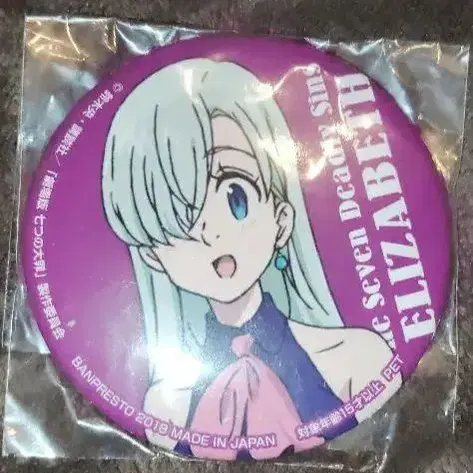 The Seven Deadly Sins
ELIZABETH
© 鈴木央・講談社/「劇場版 七つの大罪」製作委員会
BANPRESTO 2018 MADE IN JAPAN
対象年齢15才以上 PET